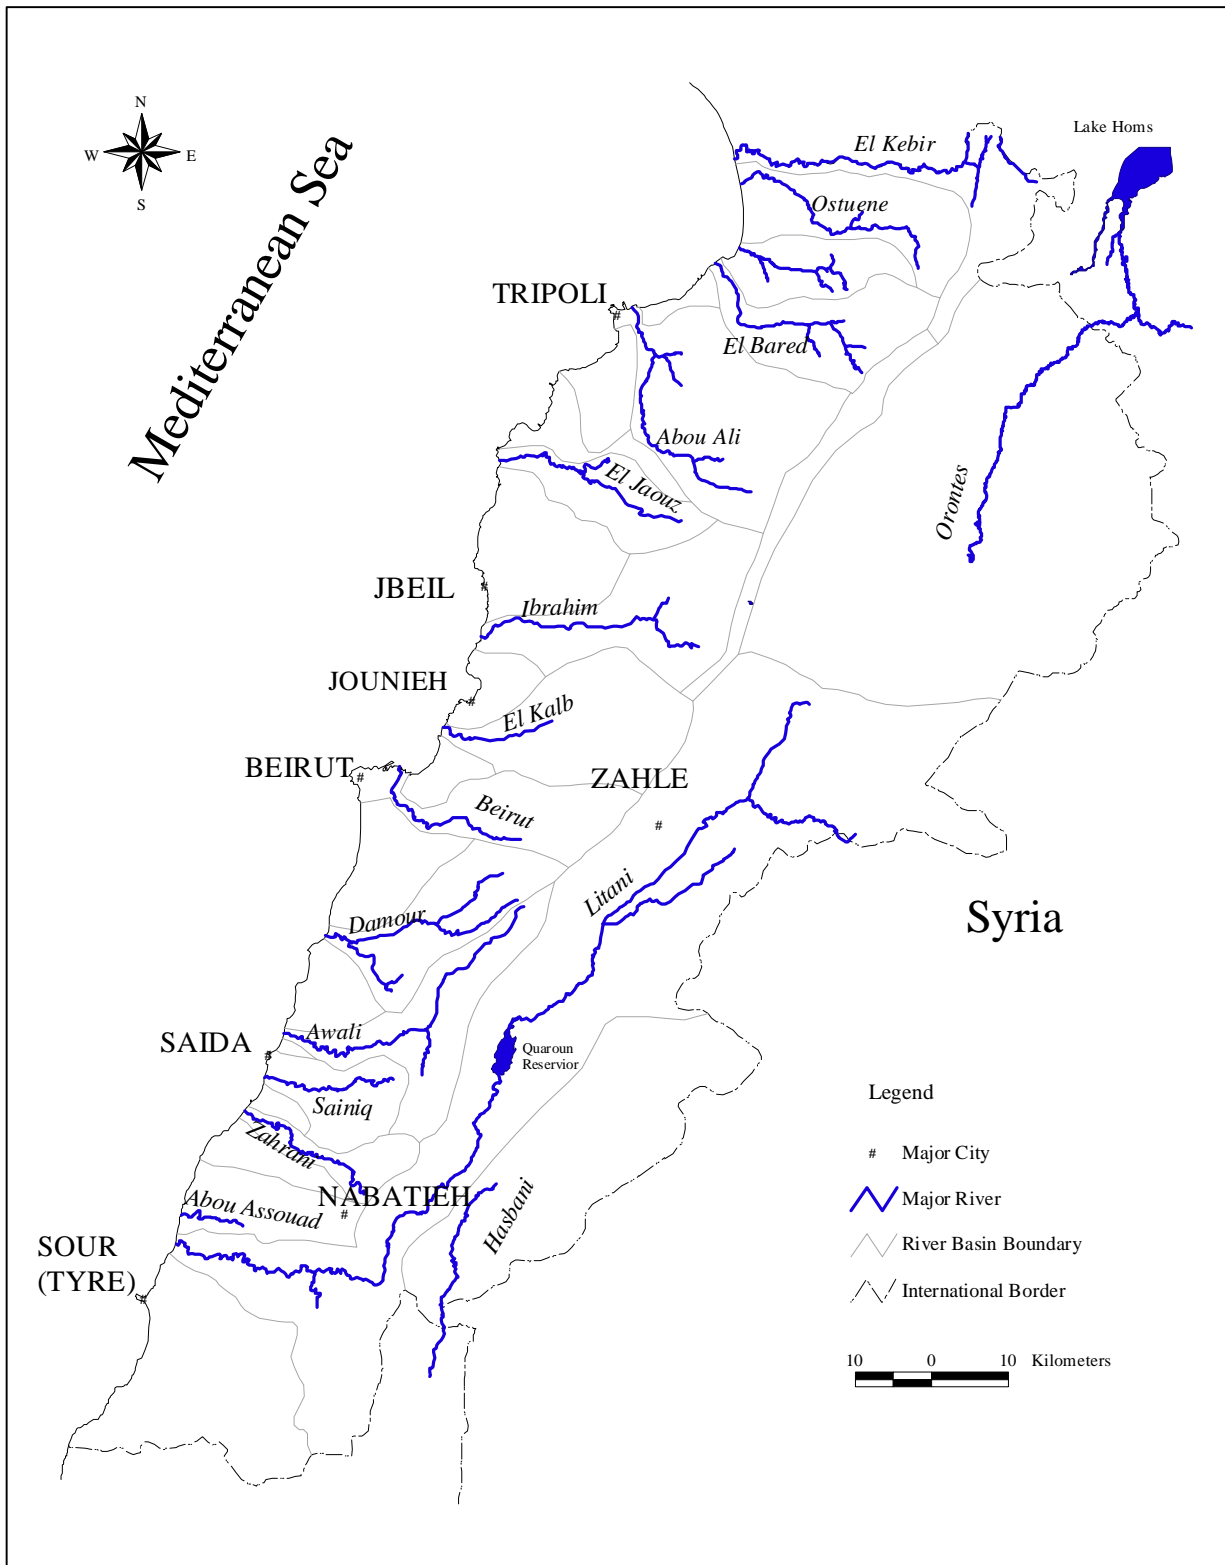 N
W
E
S
Mediterranean Sea
Lake Homs
El Kebir
Ostuene
TRIPOLI
El Bared
Abou Ali
El Jaouz
Orontes
JBEIL
Ibrahim
JOUNIEH
El Kalb
BEIRUT
ZAHLE
Beirut
Litani
Syria
Damour
SAIDA
Awali
Quaroun
Reservior
Sainiq
Zahrani
NABATIEH
Abou Assouad
Hasbani
SOUR
(TYRE)
Legend
# Major City
Major River
River Basin Boundary
International Border
10 0 10 Kilometers